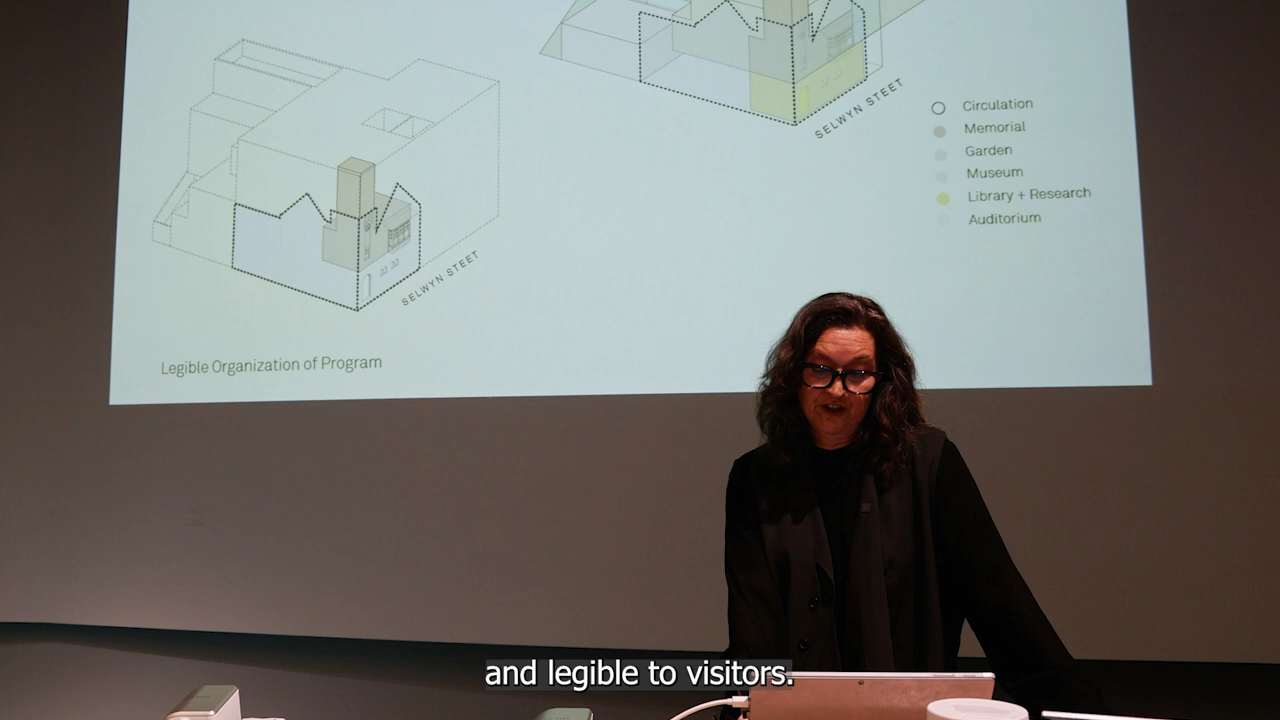 SELWYN STEET
Circulation
Memorial
Garden
Museum
Library + Research
Auditorium
SELWYN STEET
Legible Organization of Program
and legible to visitors.